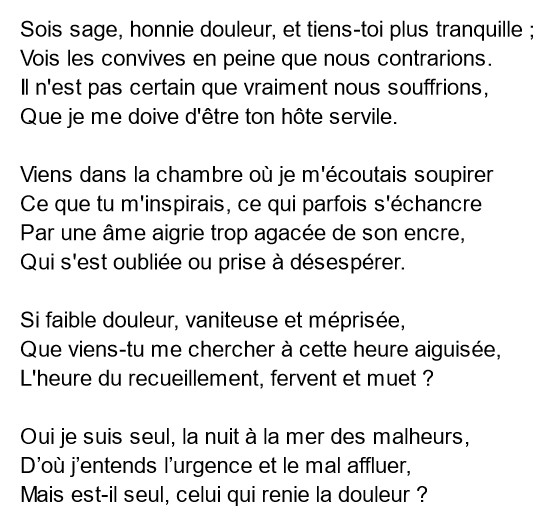 Sois sage, honnie douleur, et tiens-toi plus tranquille ;
Vois les convives en peine que nous contrarions.
Il n'est pas certain que vraiment nous souffrions,
Que je me doive d'être ton hôte servile.

Viens dans la chambre où je m'écoutais soupirer
Ce que tu m'inspirais, ce qui parfois s'échancre
Par une âme aigrie trop agacée de son encre,
Qui s'est oubliée ou prise à désespérer.

Si faible douleur, vaniteuse et méprisée,
Que viens-tu me chercher à cette heure aiguisée,
L'heure du recueillement, fervent et muet ?

Oui je suis seul, la nuit à la mer des malheurs,
D’où j’entends l’urgence et le mal affluer,
Mais est-il seul, celui qui renie la douleur ?